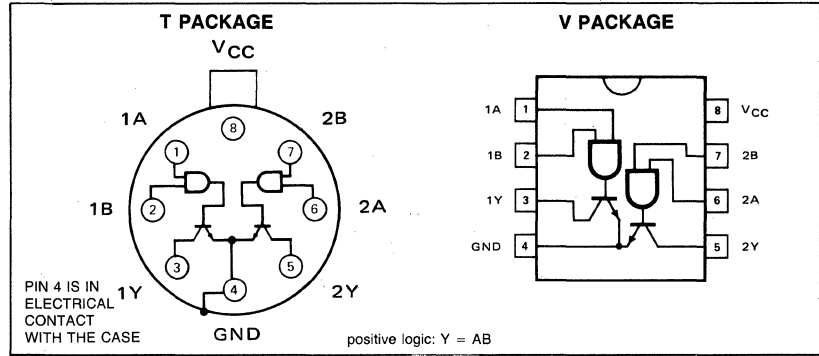 T PACKAGE
V PACKAGE
VCC
1A
2B
8
1
7
1B
2
6
2A
3
5
4
1Y
2Y
GND
PIN 4 IS IN
ELECTRICAL
CONTACT
WITH THE CASE
1A 1
8 VCC
1B 2
7 2B
1Y 3
6 2A
GND 4
5 2Y
positive logic: Y = AB